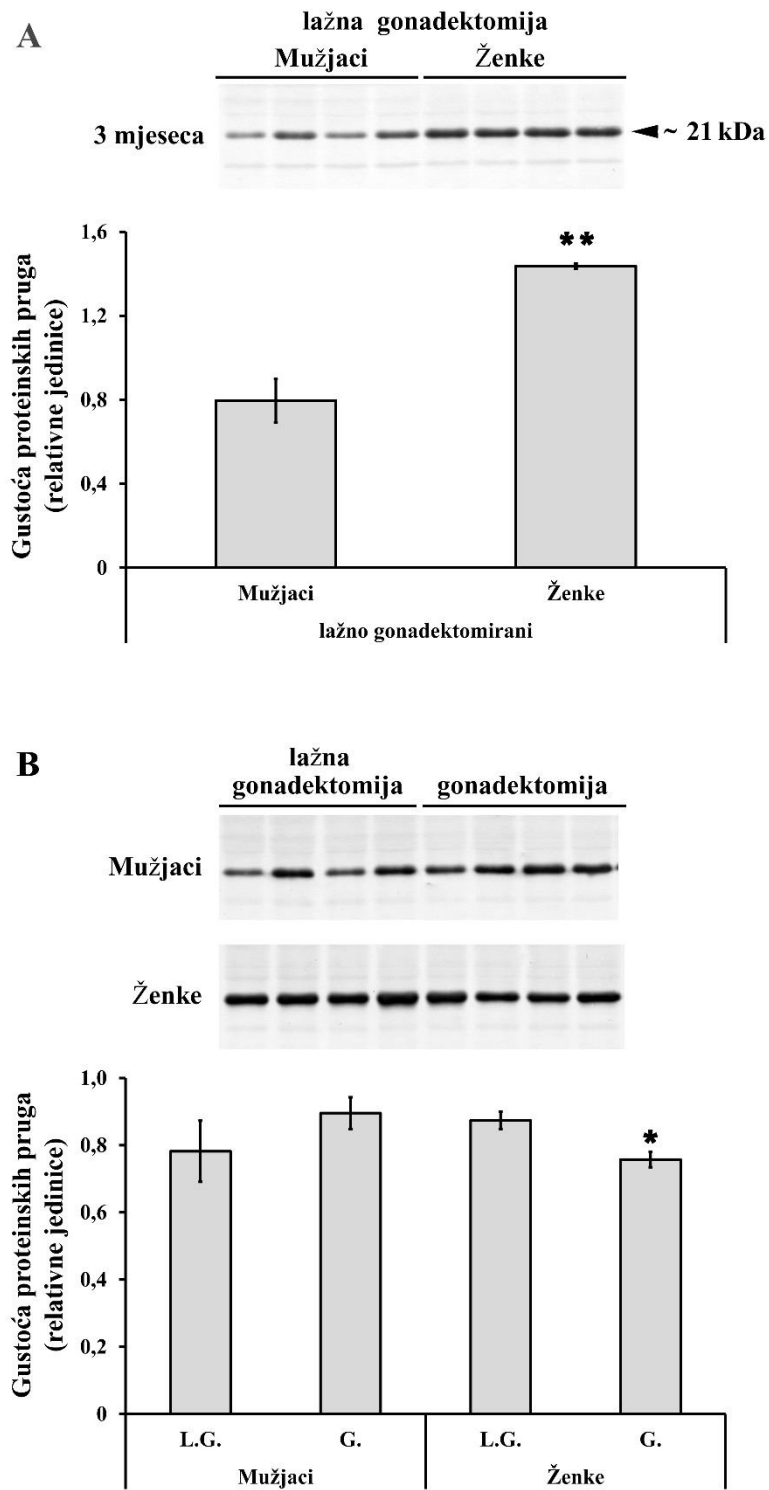 A
lažna gonadektomija
Mužjaci Ženke
3 mjeseca
~ 21 kDa
Gustoća proteinskih pruga
(relativne jedinice)
1,6
1,2
0,8
0,4
0
**
Mužjaci Ženke
lažno gonadektomirani
B
lažna
gonadektomija gonadektomija
Mužjaci
Ženke
Gustoća proteinskih pruga
(relativne jedinice)
1,0
0,8
0,6
0,4
0,2
0
*
L.G. G. L.G. G.
Mužjaci Ženke